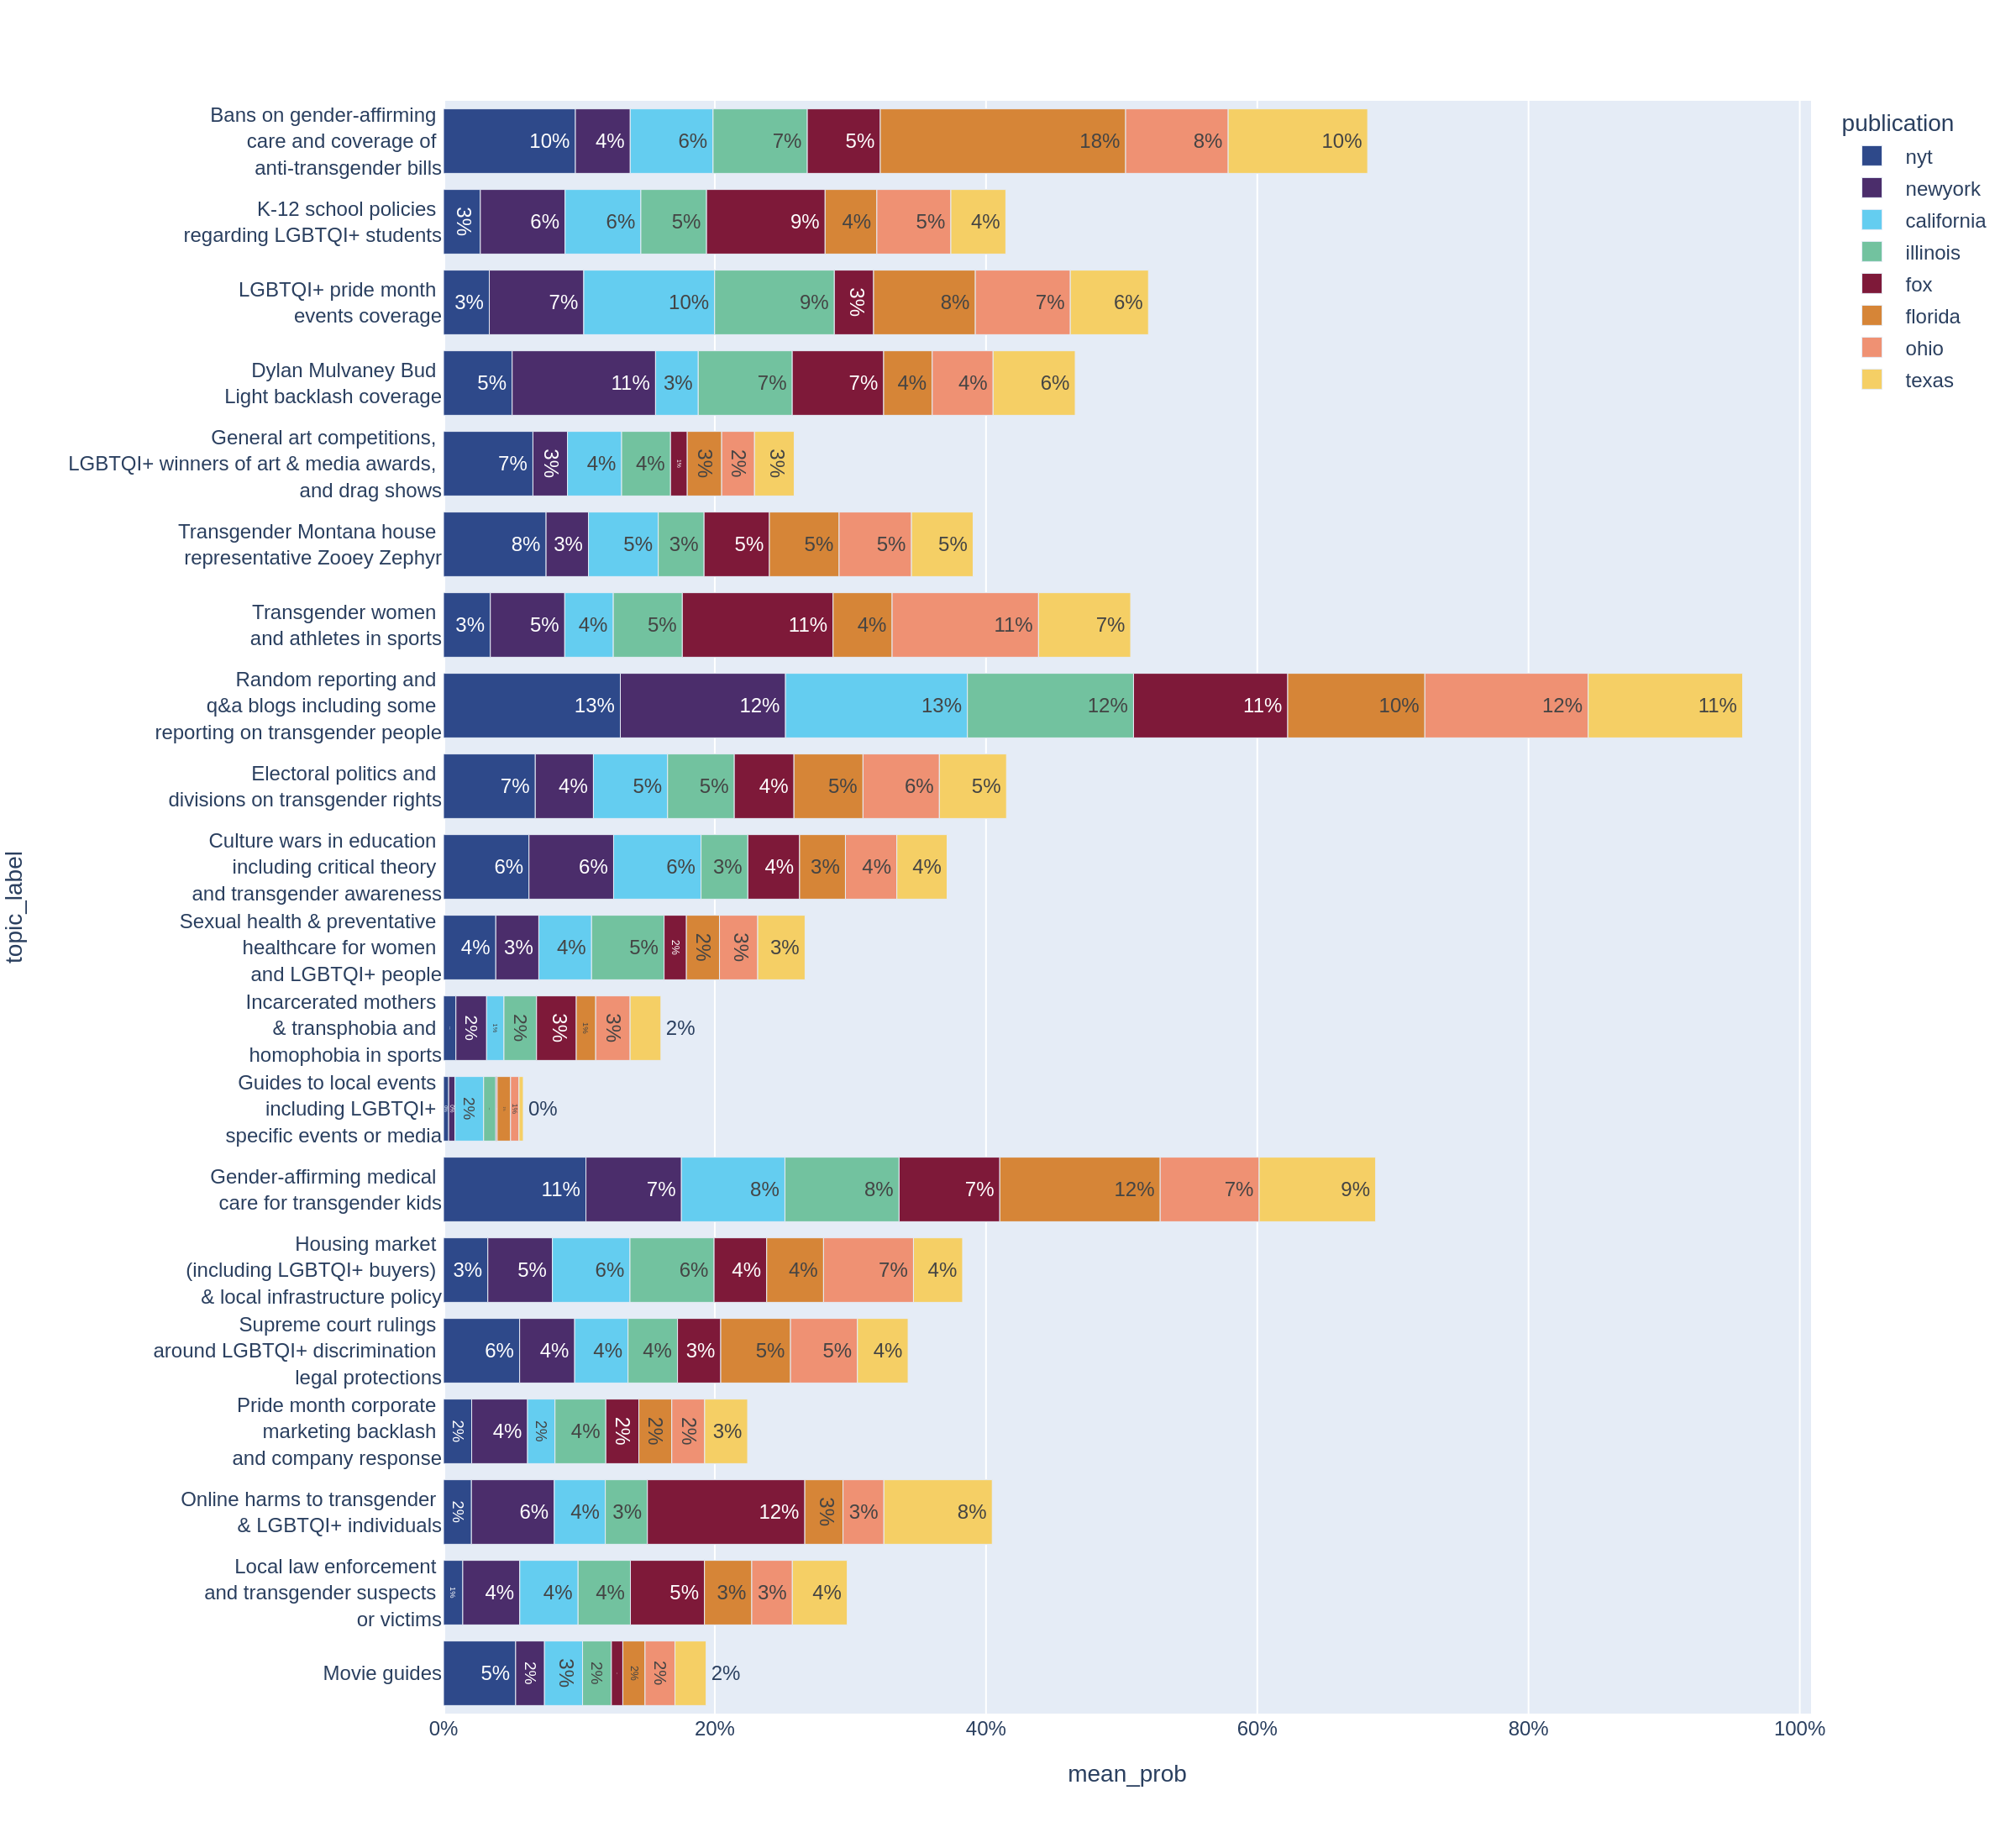 Bans on gender-affirming
care and coverage of
anti-transgender bills
10% 4% 6% 7% 5% 18% 8% 10%
K-12 school policies
regarding LGBTQI+ students
3% 6% 6% 5% 9% 4% 5% 4%
LGBTQI+ pride month
events coverage
3% 7% 10% 9% 3% 8% 7% 6%
Dylan Mulvaney Bud
Light backlash coverage
5% 11% 3% 7% 7% 4% 4% 6%
General art competitions,
LGBTQI+ winners of art & media awards,
and drag shows
7% 3% 4% 4% 1% 3% 2% 3%
Transgender Montana house
representative Zooey Zephyr
8% 3% 5% 3% 5% 5% 5% 5%
Transgender women
and athletes in sports
3% 5% 4% 5% 11% 4% 11% 7%
Random reporting and
q&a blogs including some
reporting on transgender people
13% 12% 13% 12% 11% 10% 12% 11%
Electoral politics and
divisions on transgender rights
7% 4% 5% 5% 4% 5% 6% 5%
Culture wars in education
including critical theory
and transgender awareness
6% 6% 6% 3% 4% 3% 4% 4%
Sexual health & preventative
healthcare for women
and LGBTQI+ people
4% 3% 4% 5% 2% 2% 3% 3%
Incarcerated mothers
& transphobia and
homophobia in sports
2% 1% 2% 3% 1% 3% 2%
Guides to local events
including LGBTQI+
specific events or media
2% 1% 0%
Gender-affirming medical
care for transgender kids
11% 7% 8% 8% 7% 12% 7% 9%
Housing market
(including LGBTQI+ buyers)
& local infrastructure policy
3% 5% 6% 6% 4% 4% 7% 4%
Supreme court rulings
around LGBTQI+ discrimination
legal protections
6% 4% 4% 4% 3% 5% 5% 4%
Pride month corporate
marketing backlash
and company response
2% 4% 2% 4% 2% 2% 2% 3%
Online harms to transgender
& LGBTQI+ individuals
2% 6% 4% 3% 12% 3% 3% 8%
Local law enforcement
and transgender suspects
or victims
1% 4% 4% 4% 5% 3% 3% 4%
Movie guides
5% 2% 3% 2% 2% 2% 2%
0% 20% 40% 60% 80% 100%
mean_prob
topic_label
publication
nyt
newyork
california
illinois
fox
florida
ohio
texas